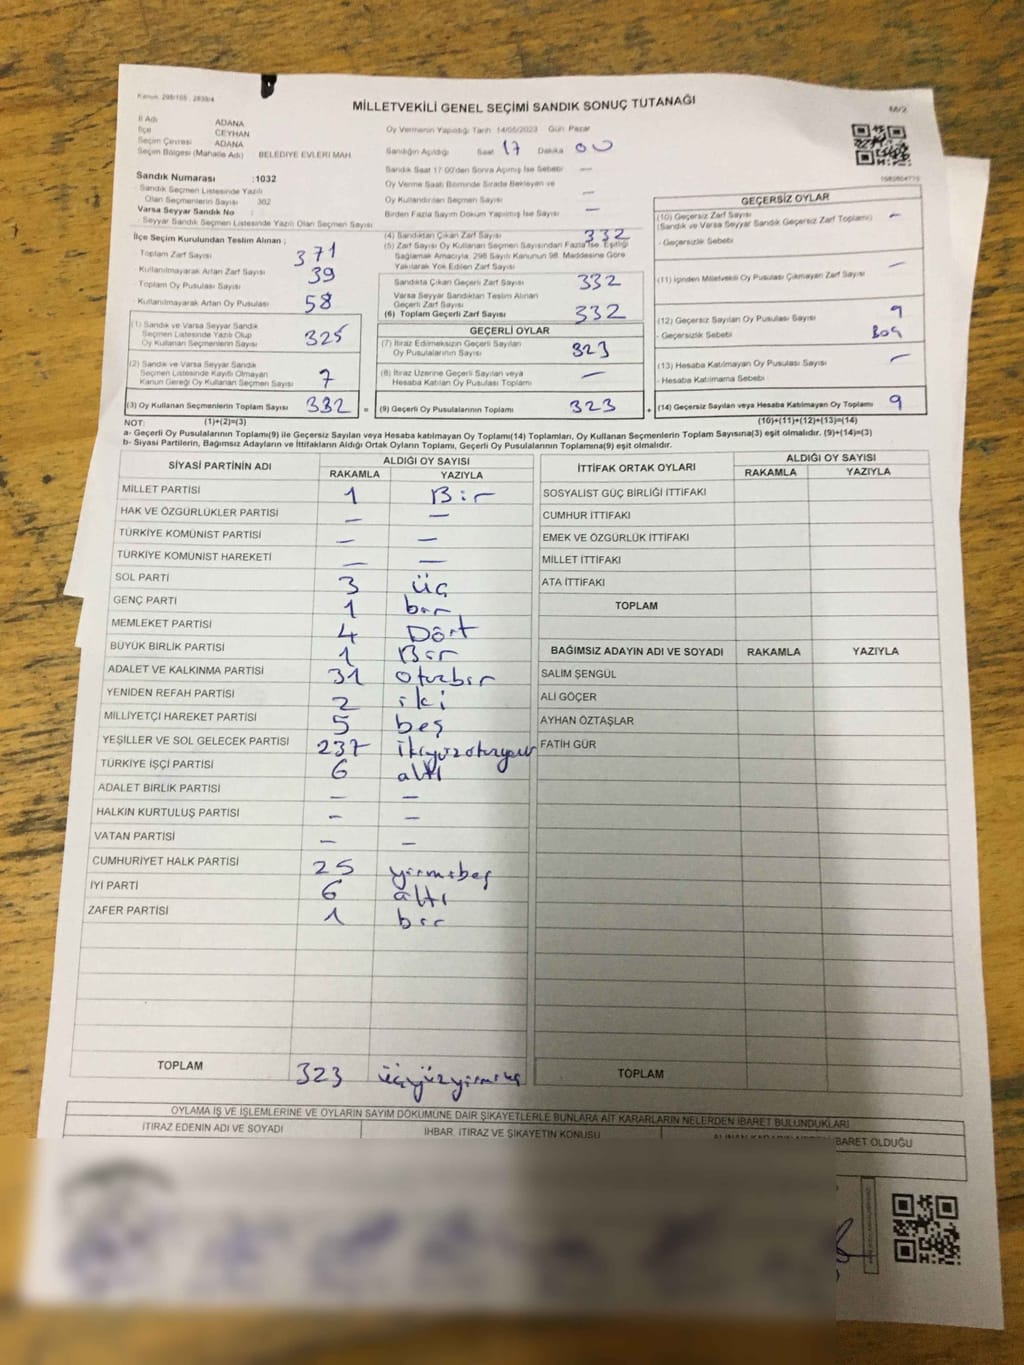 Kanun: 298/105 , 2839/4
MİLLETVEKİLİ GENEL SEÇİMİ SANDIK SONUÇ TUTANAĞI
M/2
İl Adı ADANA
İlçe CEYHAN
Seçim Çevresi ADANA
Seçim Bölgesi (Mahalle Adı) BELEDİYE EVLERİ MAH.
Sandık Numarası :1032
Sandık Seçmen Listesinde Yazılı
Olan Seçmenlerin Sayısı 302
Varsa Seyyar Sandık No :
- Seyyar Sandık Seçmen Listesinde Yazılı Olan Seçmen Sayısı
İlçe Seçim Kurulundan Teslim Alınan ;
Toplam Zarf Sayısı 371
- Kullanılmayarak Artan Zarf Sayısı 39
Toplam Oy Pusulası Sayısı
- Kullanılmayarak Artan Oy Pusulası 58
(1) Sandık ve Varsa Seyyar Sandık
Seçmen Listesinde Yazılı Olup
Oy Kullanan Seçmenlerin Sayısı 325
(2) Sandık ve Varsa Seyyar Sandık
Seçmen Listesinde Kayıtlı Olmayan
Kanun Gereği Oy Kullanan Seçmen Sayısı 7
(3) Oy Kullanan Seçmenlerin Toplam Sayısı 332 =
Oy Vermenin Yapıldığı Tarih 14/05/2023 Gün Pazar
Sandığın Açıldığı Saat 17 Dakika 00
Sandık Saat 17:00'den Sonra Açılmış İse Sebebi —
Oy Verme Saati Bitiminde Sırada Bekleyen ve
Oy Kullandırılan Seçmen Sayısı —
Birden Fazla Sayım Döküm Yapılmış İse Sayısı —
(4) Sandıktan Çıkan Zarf Sayısı 332
(5) Zarf Sayısı Oy Kullanan Seçmen Sayısından Fazla İse, Eşitliği
Sağlamak Amacıyla, 298 Sayılı Kanunun 98. Maddesine Göre
Yakılarak Yok Edilen Zarf Sayısı
Sandıkta Çıkan Geçerli Zarf Sayısı 332
Varsa Seyyar Sandıktan Teslim Alınan
Geçerli Zarf Sayısı
(6) Toplam Geçerli Zarf Sayısı 332
GEÇERLİ OYLAR
(7) İtiraz Edilmeksizin Geçerli Sayılan
Oy Pusulalarının Sayısı 323
(8) İtiraz Üzerine Geçerli Sayılan veya
Hesaba Katılan Oy Pusulası Toplamı —
(9) Geçerli Oy Pusulalarının Toplamı 323 +
GEÇERSİZ OYLAR
(10) Geçersiz Zarf Sayısı —
(Sandık ve Varsa Seyyar Sandık Geçersiz Zarf Toplamı)
- Geçersizlik Sebebi
(11) İçinden Milletvekili Oy Pusulası Çıkmayan Zarf Sayısı —
(12) Geçersiz Sayılan Oy Pusulası Sayısı 9
- Geçersizlik Sebebi Boş
(13) Hesaba Katılmayan Oy Pusulası Sayısı —
- Hesaba Katılmama Sebebi
(14) Geçersiz Sayılan veya Hesaba Katılmayan Oy Toplamı 9
NOT: (1)+(2)=(3) (10)+(11)+(12)+(13)=(14)
a- Geçerli Oy Pusulalarının Toplamı(9) ile Geçersiz Sayılan veya Hesaba katılmayan Oy Toplamı(14) Toplamları, Oy Kullanan Seçmenlerin Toplam Sayısına(3) eşit olmalıdır. (9)+(14)=(3)
b- Siyasi Partilerin, Bağımsız Adayların ve İttifakların Aldığı Ortak Oyların Toplamı, Geçerli Oy Pusulalarının Toplamına(9) eşit olmalıdır.
SİYASİ PARTİNİN ADI ALDIĞI OY SAYISI
RAKAMLA YAZIYLA
MİLLET PARTİSİ 1 Bir
HAK VE ÖZGÜRLÜKLER PARTİSİ — —
TÜRKİYE KOMÜNİST PARTİSİ — —
TÜRKİYE KOMÜNİST HAREKETİ — —
SOL PARTİ 3 üç
GENÇ PARTİ 1 bir
MEMLEKET PARTİSİ 4 Dört
BÜYÜK BİRLİK PARTİSİ 1 Bir
ADALET VE KALKINMA PARTİSİ 31 otuzbir
YENİDEN REFAH PARTİSİ 2 iki
MİLLİYETÇİ HAREKET PARTİSİ 5 beş
YEŞİLLER VE SOL GELECEK PARTİSİ 237 ikiyüzotuzyedi
TÜRKİYE İŞÇİ PARTİSİ 6 altı
ADALET BİRLİK PARTİSİ — —
HALKIN KURTULUŞ PARTİSİ — —
VATAN PARTİSİ — —
CUMHURİYET HALK PARTİSİ 25 yirmibeş
İYİ PARTİ 6 altı
ZAFER PARTİSİ 1 bir
TOPLAM 323 üçyüzyirmiüç
İTTİFAK ORTAK OYLARI ALDIĞI OY SAYISI
RAKAMLA YAZIYLA
SOSYALİST GÜÇ BİRLİĞİ İTTİFAKI
CUMHUR İTTİFAKI
EMEK VE ÖZGÜRLÜK İTTİFAKI
MİLLET İTTİFAKI
ATA İTTİFAKI
TOPLAM
BAĞIMSIZ ADAYIN ADI VE SOYADI RAKAMLA YAZIYLA
SALİM ŞENGÜL
ALİ GÖÇER
AYHAN ÖZTAŞLAR
FATİH GÜR
TOPLAM
OYLAMA İŞ VE İŞLEMLERİNE VE OYLARIN SAYIM DÖKÜMÜNE DAİR ŞİKAYETLERLE BUNLARA AİT KARARLARIN NELERDEN İBARET BULUNDUKLARI
İTİRAZ EDENİN ADI VE SOYADI İHBAR, İTİRAZ VE ŞİKAYETİN KONUSU İBARET OLDUĞU